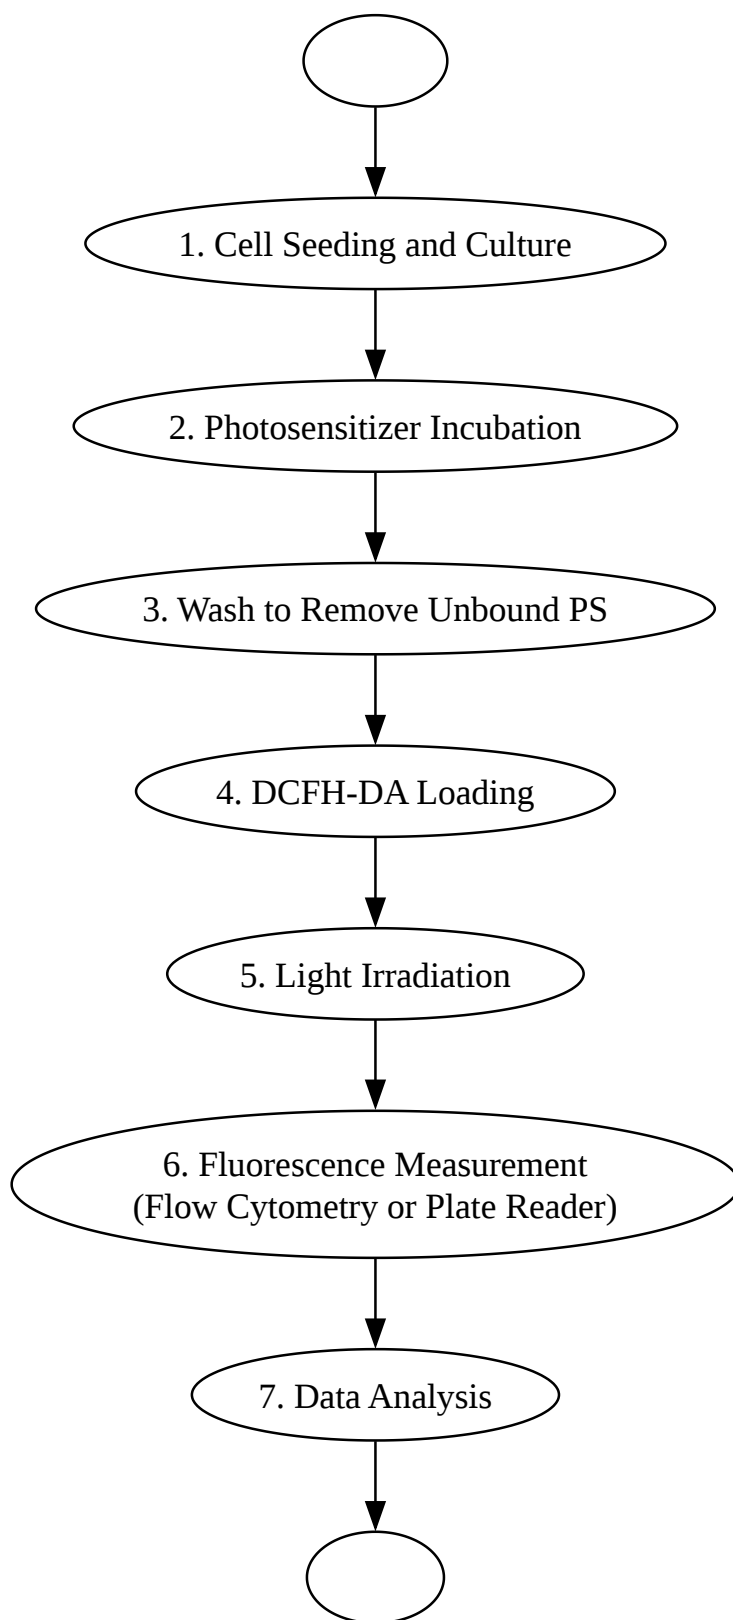 1. Cell Seeding and Culture
2. Photosensitizer Incubation
3. Wash to Remove Unbound PS
4. DCFH-DA Loading
5. Light Irradiation
6. Fluorescence Measurement
(Flow Cytometry or Plate Reader)
7. Data Analysis